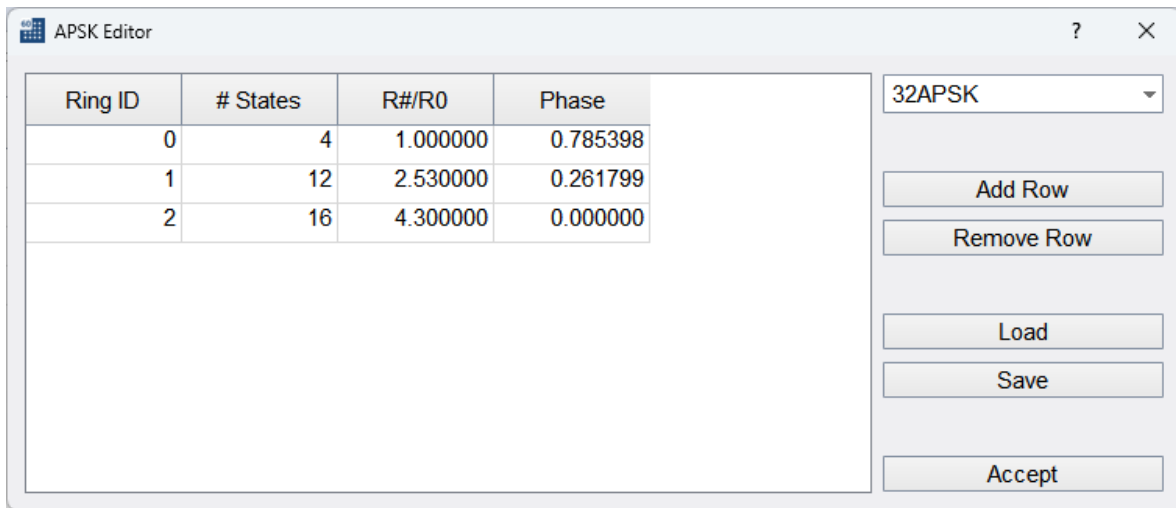 APSK Editor ?
Ring ID # States R#/R0 Phase
0 4 1.000000 0.785398
1 12 2.530000 0.261799
2 16 4.300000 0.000000
32APSK
Add Row
Remove Row
Load
Save
Accept